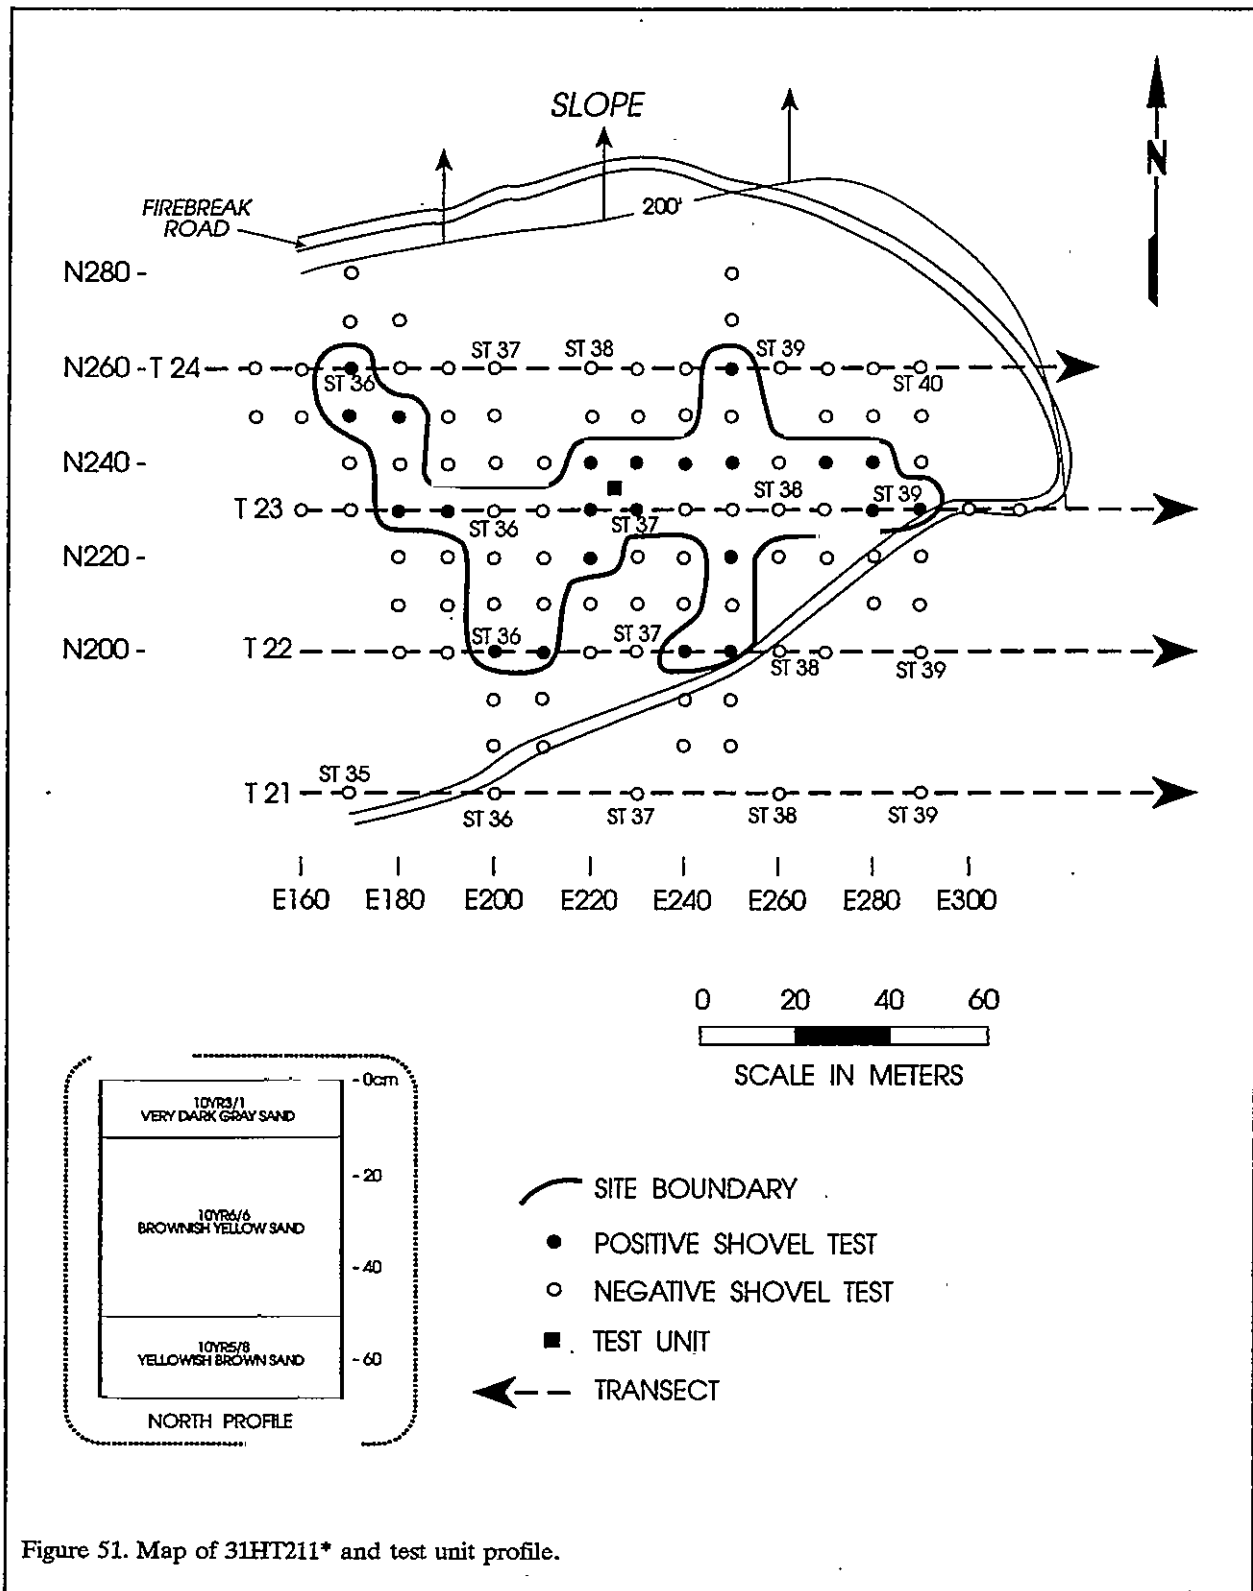 SLOPE
N
FIREBREAK
ROAD
200'
N280 -
N260 - T 24
ST 36
ST 37
ST 38
ST 39
ST 40
N240 -
T 23
ST 36
ST 37
ST 38
ST 39
N220 -
N200 -
T 22
ST 36
ST 37
ST 38
ST 39
T 21
ST 35
ST 36
ST 37
ST 38
ST 39
E160 E180 E200 E220 E240 E260 E280 E300
0 20 40 60
SCALE IN METERS
- 0cm
10YR3/1
VERY DARK GRAY SAND
- 20
10YR6/6
BROWNISH YELLOW SAND
- 40
10YR5/8
YELLOWISH BROWN SAND
- 60
NORTH PROFILE
SITE BOUNDARY
POSITIVE SHOVEL TEST
NEGATIVE SHOVEL TEST
TEST UNIT
TRANSECT
Figure 51. Map of 31HT211* and test unit profile.